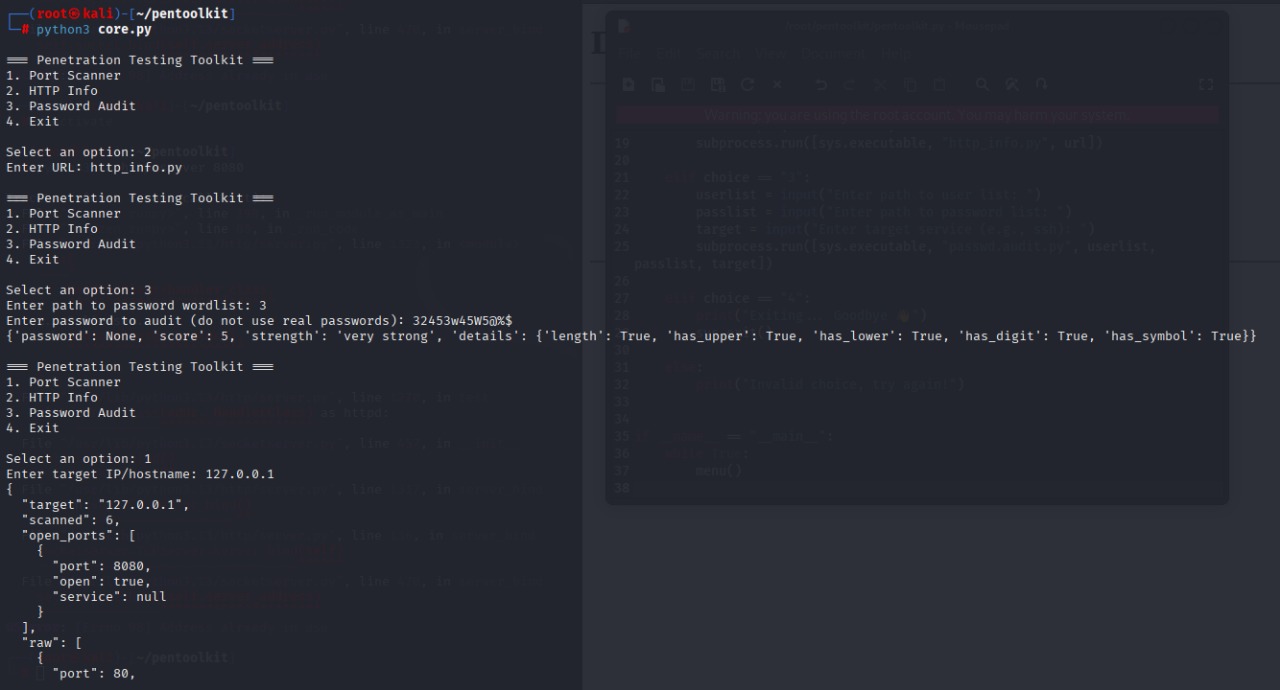 (root㉿kali)-[~/pentoolkit]
# python3 core.py
=== Penetration Testing Toolkit ===
1. Port Scanner
2. HTTP Info
3. Password Audit
4. Exit
Select an option: 2
Enter URL: http_info.py
=== Penetration Testing Toolkit ===
1. Port Scanner
2. HTTP Info
3. Password Audit
4. Exit
Select an option: 3
Enter path to password wordlist: 3
Enter password to audit (do not use real passwords): 32453w45W5@%$
{'password': None, 'score': 5, 'strength': 'very strong', 'details': {'length': True, 'has_upper': True, 'has_lower': True, 'has_digit': True, 'has_symbol': True}}
=== Penetration Testing Toolkit ===
1. Port Scanner
2. HTTP Info
3. Password Audit
4. Exit
Select an option: 1
Enter target IP/hostname: 127.0.0.1
{
"target": "127.0.0.1",
"scanned": 6,
"open_ports": [
{
"port": 8080,
"open": true,
"service": null
}
],
"raw": [
{
"port": 80,
Warning: you are using the root account. You may harm your system.
19 subprocess.run([sys.executable, "http_info.py", url])
20
21 choice == "3":
22 userlist = input("Enter path to user list: ")
23 passlist = input("Enter path to password list: ")
24 target = input("Enter target service (e.g., ssh): ")
25 subprocess.run([sys.executable, "passwd_audit.py", userlist,
passlist, target])
26
27 choice == "4":
28 ("Exiting... Goodbye 👋")
30
31
32 ("Invalid choice, try again!")
33
34
35 == "__main__":
36
37 menu()
38